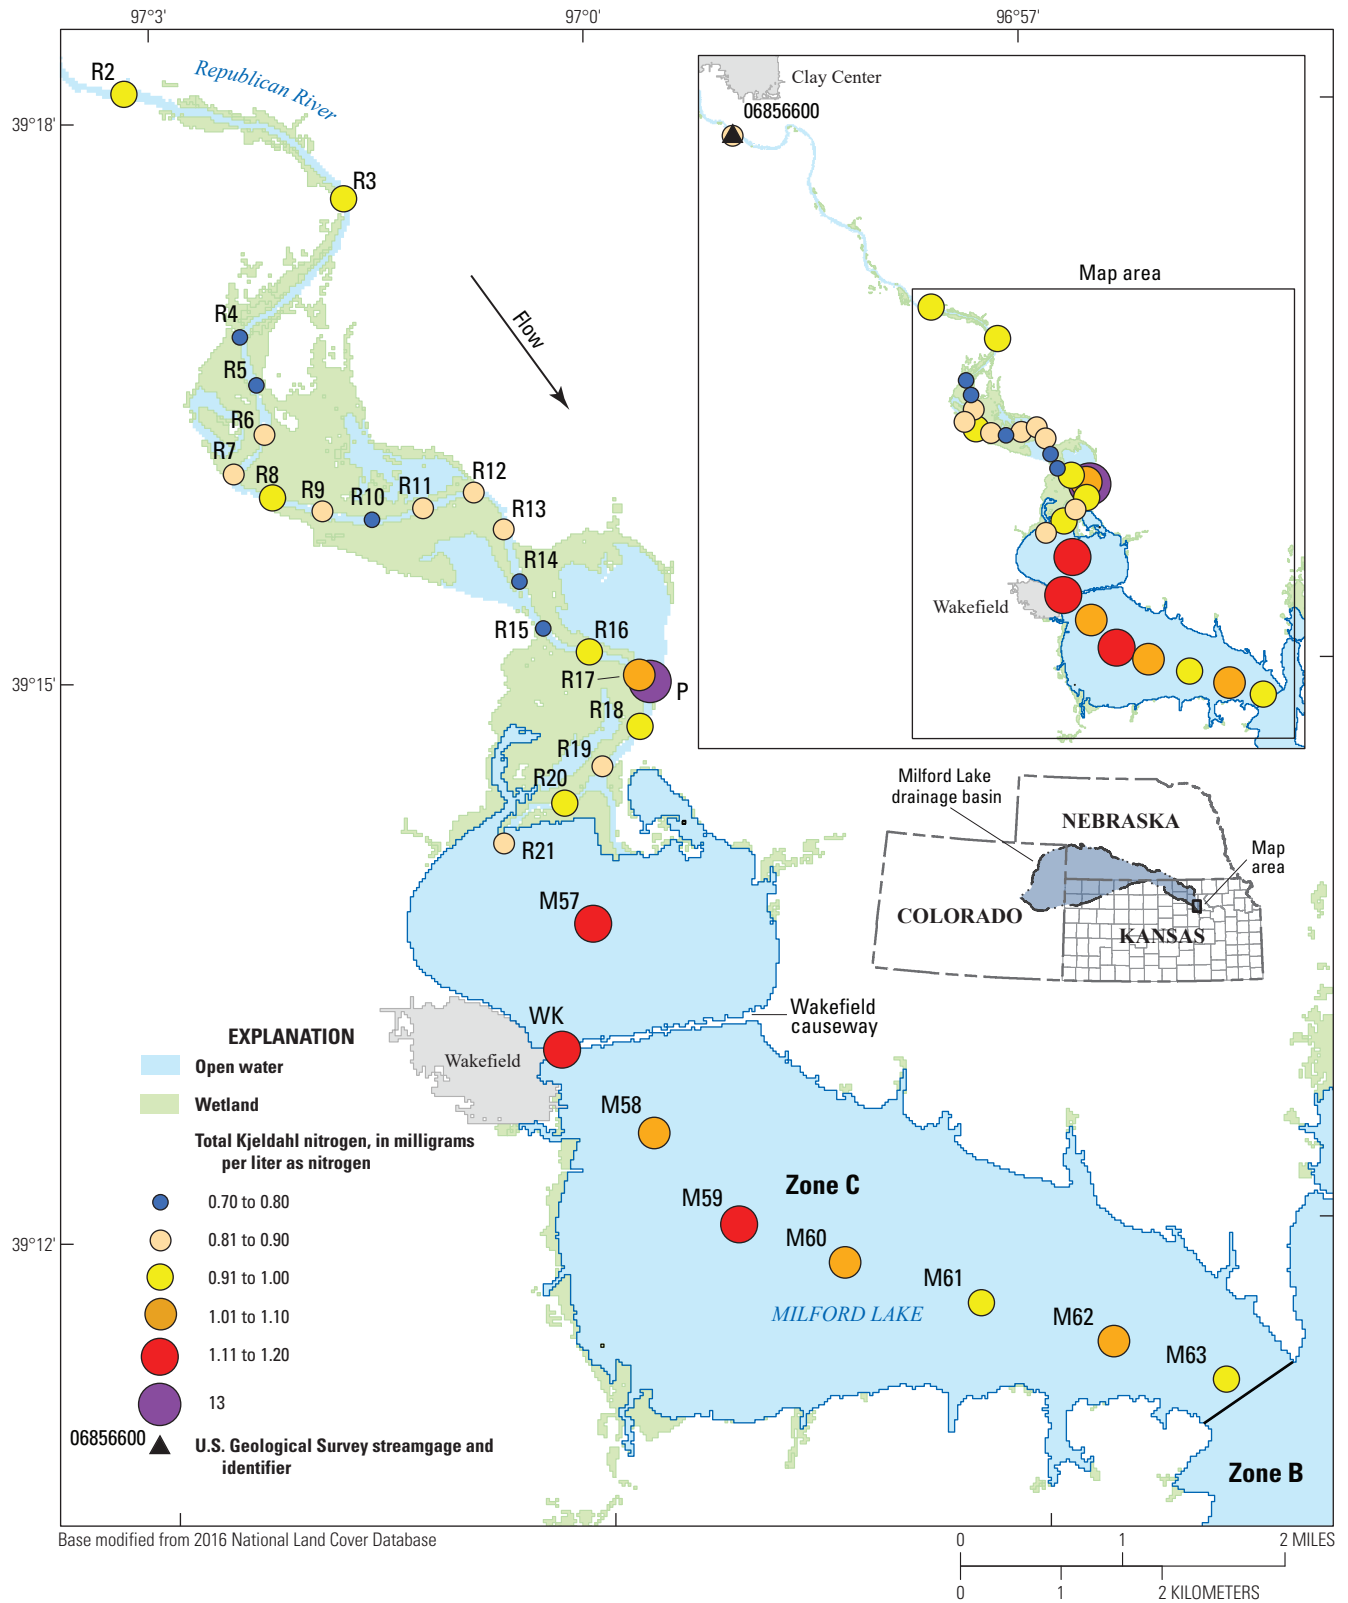 97°3'
97°0'
96°57'
39°18'
39°15'
39°12'
R2
Republican River
R3
R4
R5
R6
R7
R8
R9
R10
R11
R12
R13
R14
R15
R16
R17
P
R18
R19
R20
R21
Flow
Clay Center
06856600
Map area
Wakefield
Milford Lake
drainage basin
NEBRASKA
Map
area
COLORADO
KANSAS
M57
WK
Wakefield
causeway
Wakefield
M58
M59
Zone C
M60
M61
MILFORD LAKE
M62
M63
Zone B
EXPLANATION
Open water
Wetland
Total Kjeldahl nitrogen, in milligrams
per liter as nitrogen
0.70 to 0.80
0.81 to 0.90
0.91 to 1.00
1.01 to 1.10
1.11 to 1.20
13
06856600
U.S. Geological Survey streamgage and
identifier
Base modified from 2016 National Land Cover Database
0 1 2 MILES
0 1 2 KILOMETERS